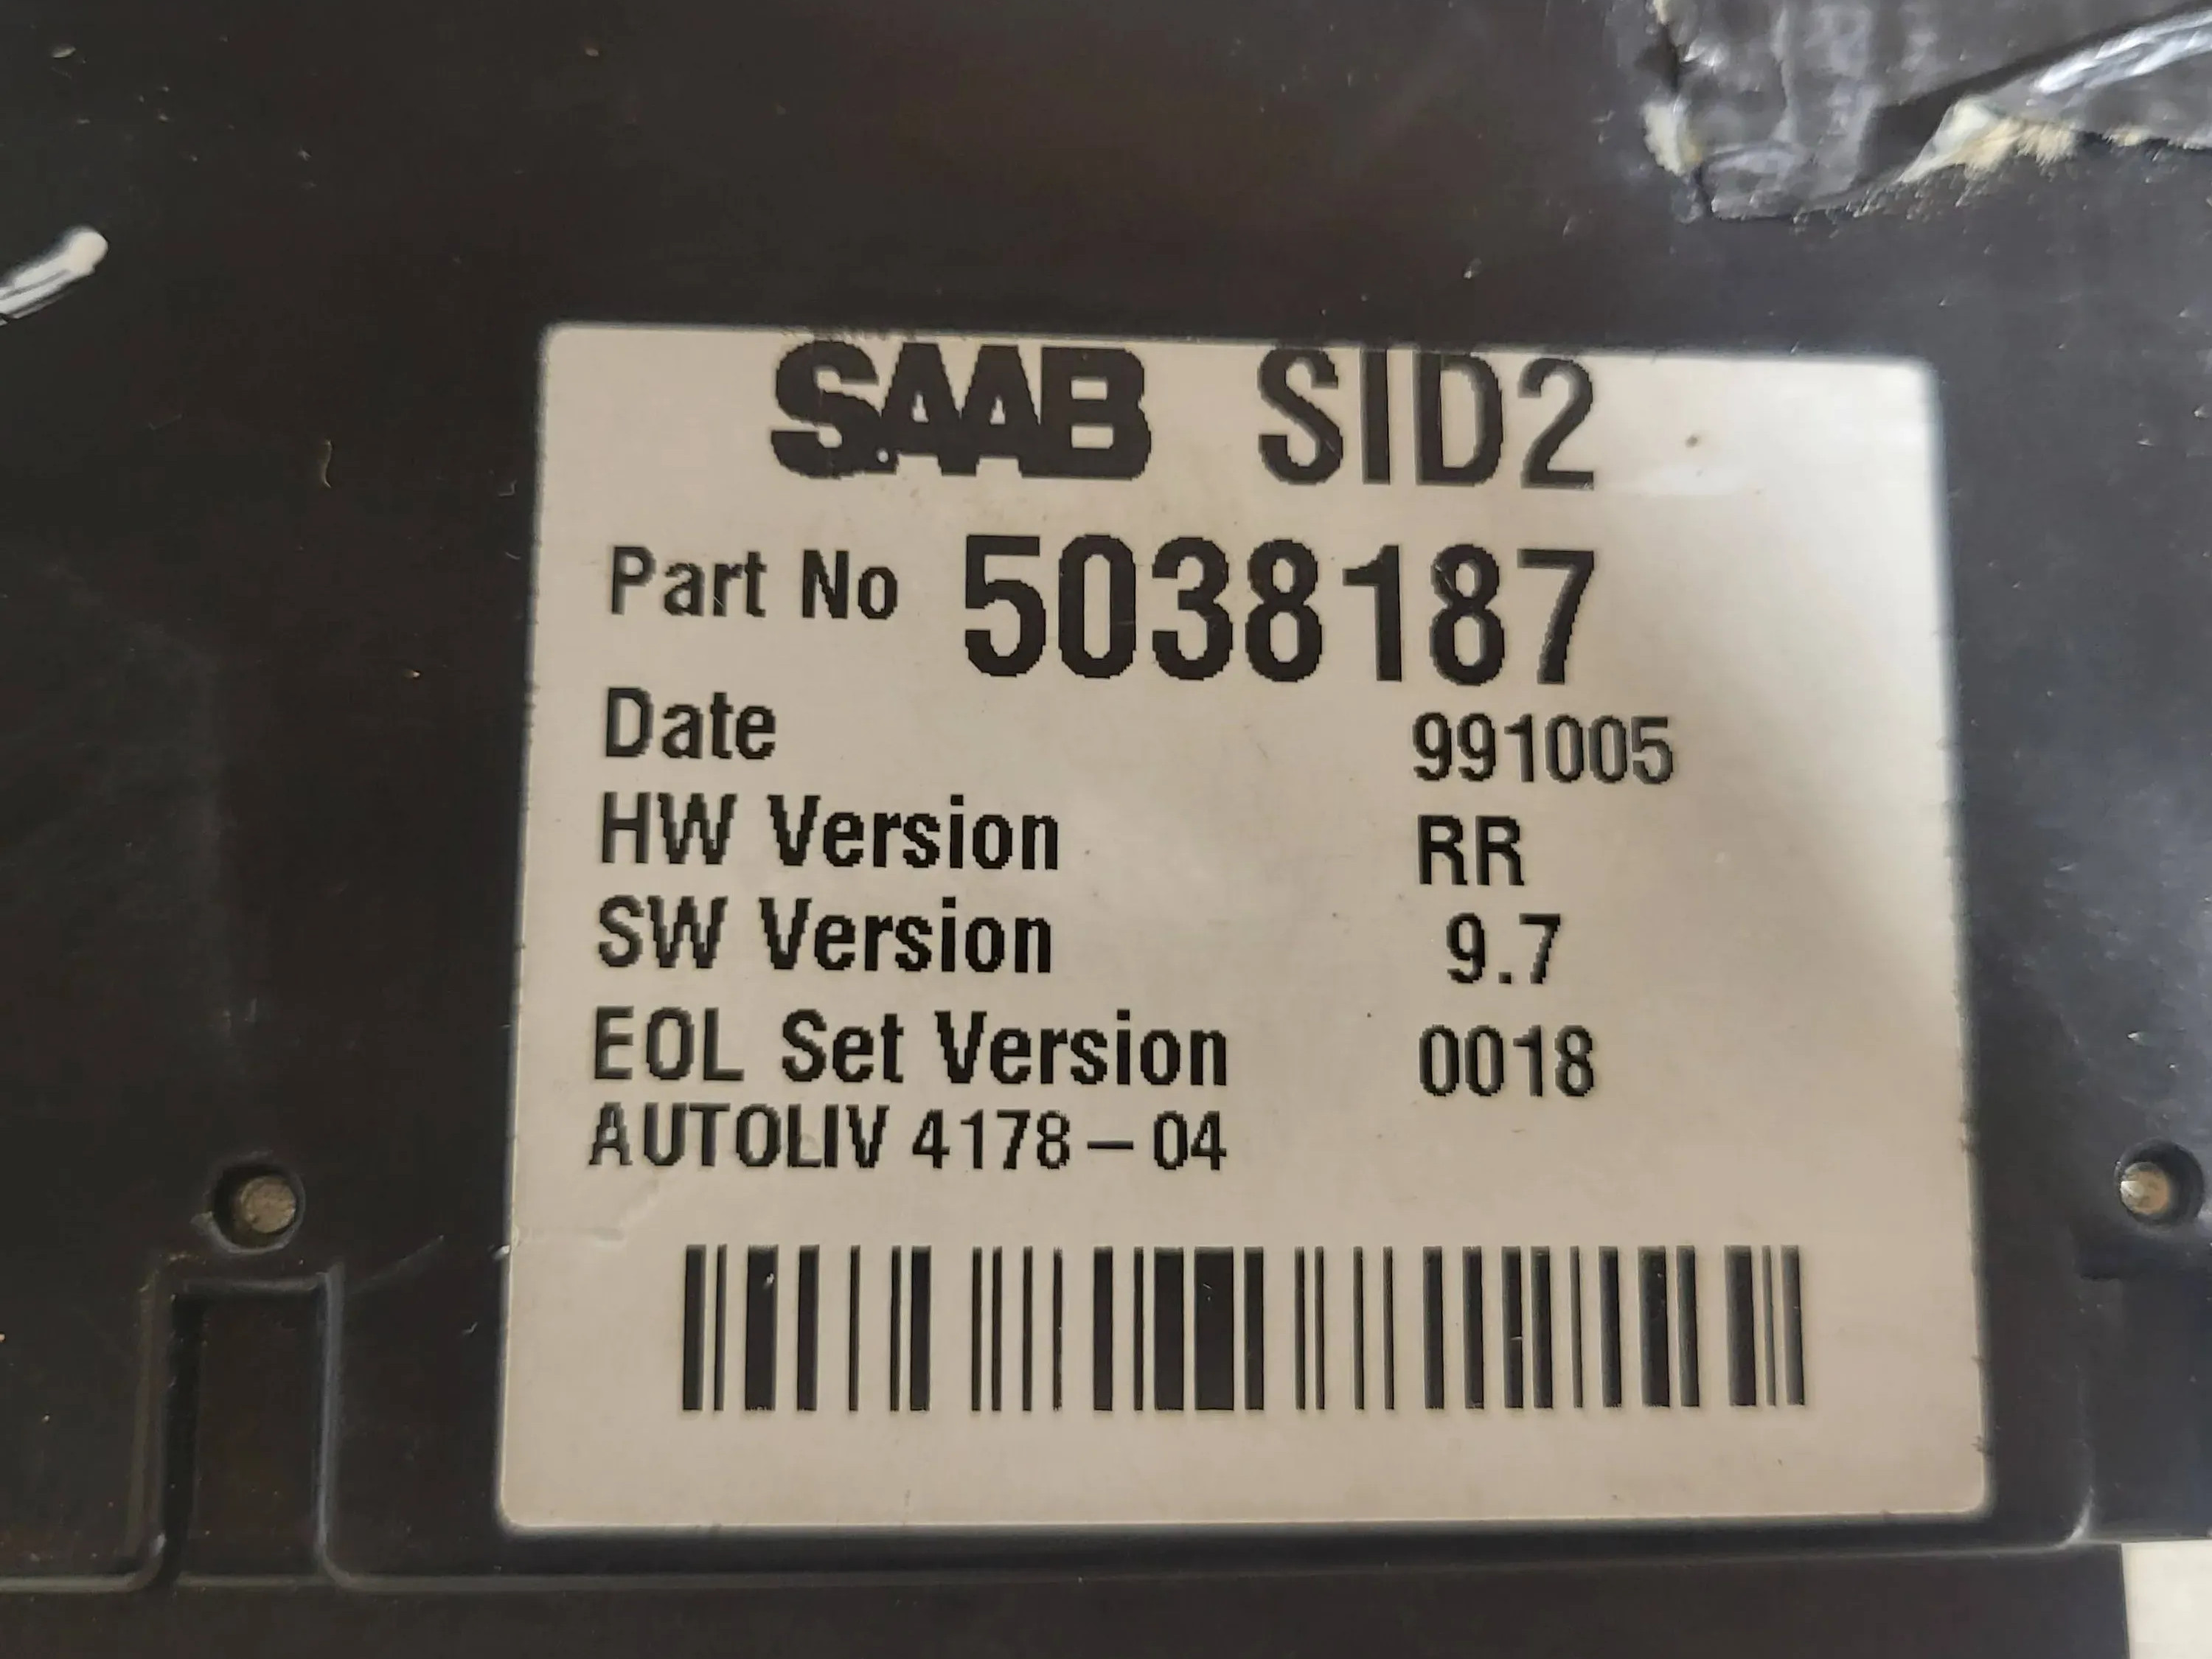 SAAB SID2
Part No 5038187
Date 991005
HW Version RR
SW Version 9.7
EOL Set Version 0018
AUTOLIV 4178-04